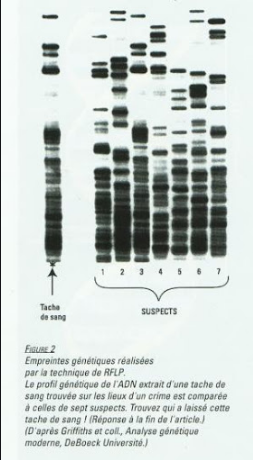 1 2 3 4 5 6 7
Tache
de sang
SUSPECTS
FIGURE 2
Empreintes génétiques réalisées
par la technique de RFLP.
Le profil génétique de l'ADN extrait d'une tache de
sang trouvée sur les lieux d'un crime est comparée
à celles de sept suspects. Trouvez qui a laissé cette
tache de sang ! (Réponse à la fin de l'article.)
(D'après Griffiths et coll., Analyse génétique
moderne, DeBoeck Université.)